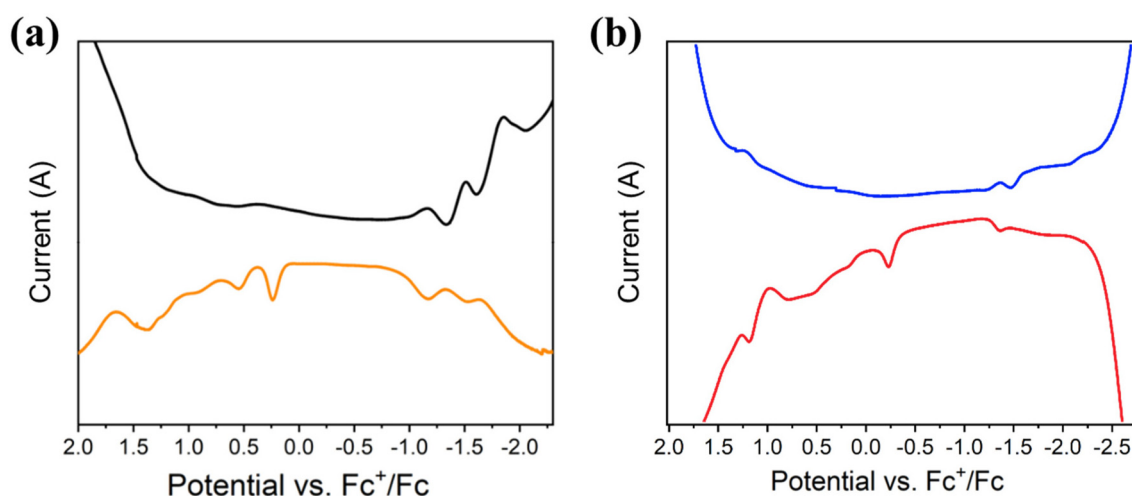 (a)
Current (A)
2.0 1.5 1.0 0.5 0.0 -0.5 -1.0 -1.5 -2.0
Potential vs. Fc⁺/Fc
(b)
Current (A)
2.0 1.5 1.0 0.5 0.0 -0.5 -1.0 -1.5 -2.0 -2.5
Potential vs. Fc⁺/Fc